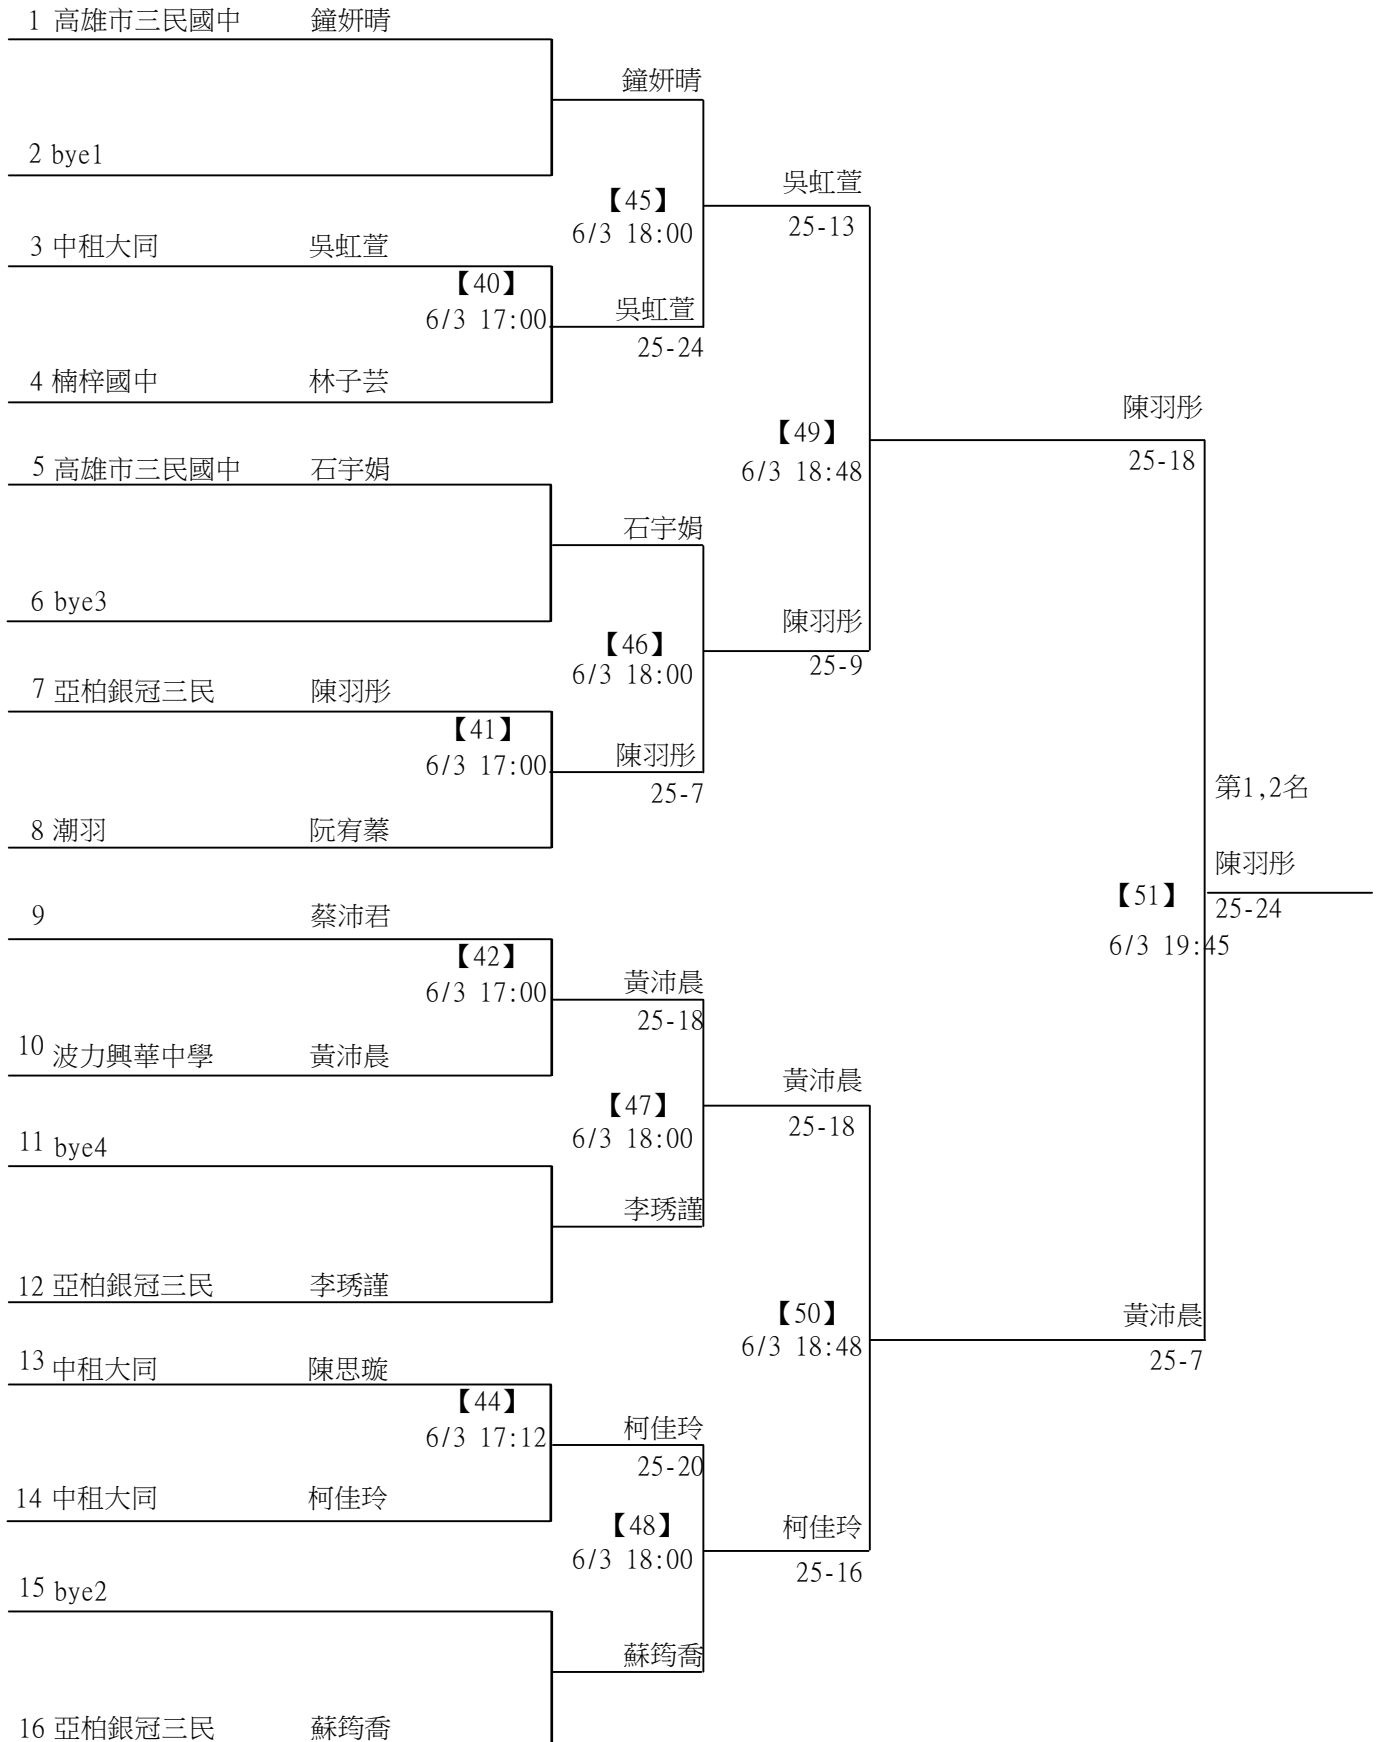 1 高雄市三民國中 鐘妍晴
鐘妍晴
2 bye1
吳虹萱
【45】
25-13
6/3 18:00
3 中租大同 吳虹萱
【40】
吳虹萱
6/3 17:00
25-24
4 楠梓國中 林子芸
陳羽彤
【49】
25-18
5 高雄市三民國中 石宇娟
6/3 18:48
石宇娟
6 bye3
陳羽彤
【46】
25-9
6/3 18:00
7 亞柏銀冠三民 陳羽彤
【41】
陳羽彤
6/3 17:00
25-7
第1,2名
8 潮羽 阮宥蓁
陳羽彤
【51】
25-24
9 蔡沛君
6/3 19:45
【42】
黃沛晨
6/3 17:00
25-18
10 波力興華中學 黃沛晨
黃沛晨
【47】
25-18
6/3 18:00
11 bye4
李琇謹
12 亞柏銀冠三民 李琇謹
【50】
黃沛晨
6/3 18:48
25-7
13 中租大同 陳思璇
【44】
柯佳玲
6/3 17:12
25-20
14 中租大同 柯佳玲
【48】
柯佳玲
6/3 18:00
25-16
15 bye2
蘇筠喬
16 亞柏銀冠三民 蘇筠喬